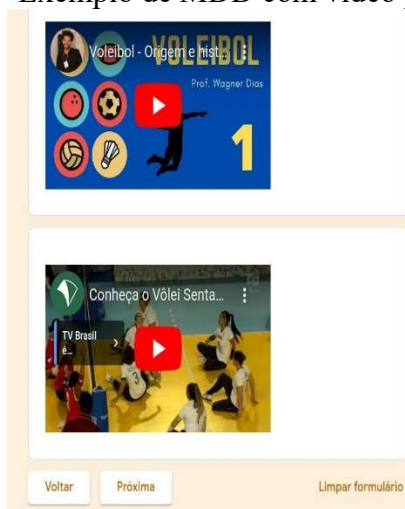 Exemplo de MDD com vídeo
Voleibol - Origem e hist...
VOLEIBOL
Prof. Wagner Dias
1
Conheça o Vôlei Senta...
TV Brasil
é...
Voltar
Próxima
Limpar formulário